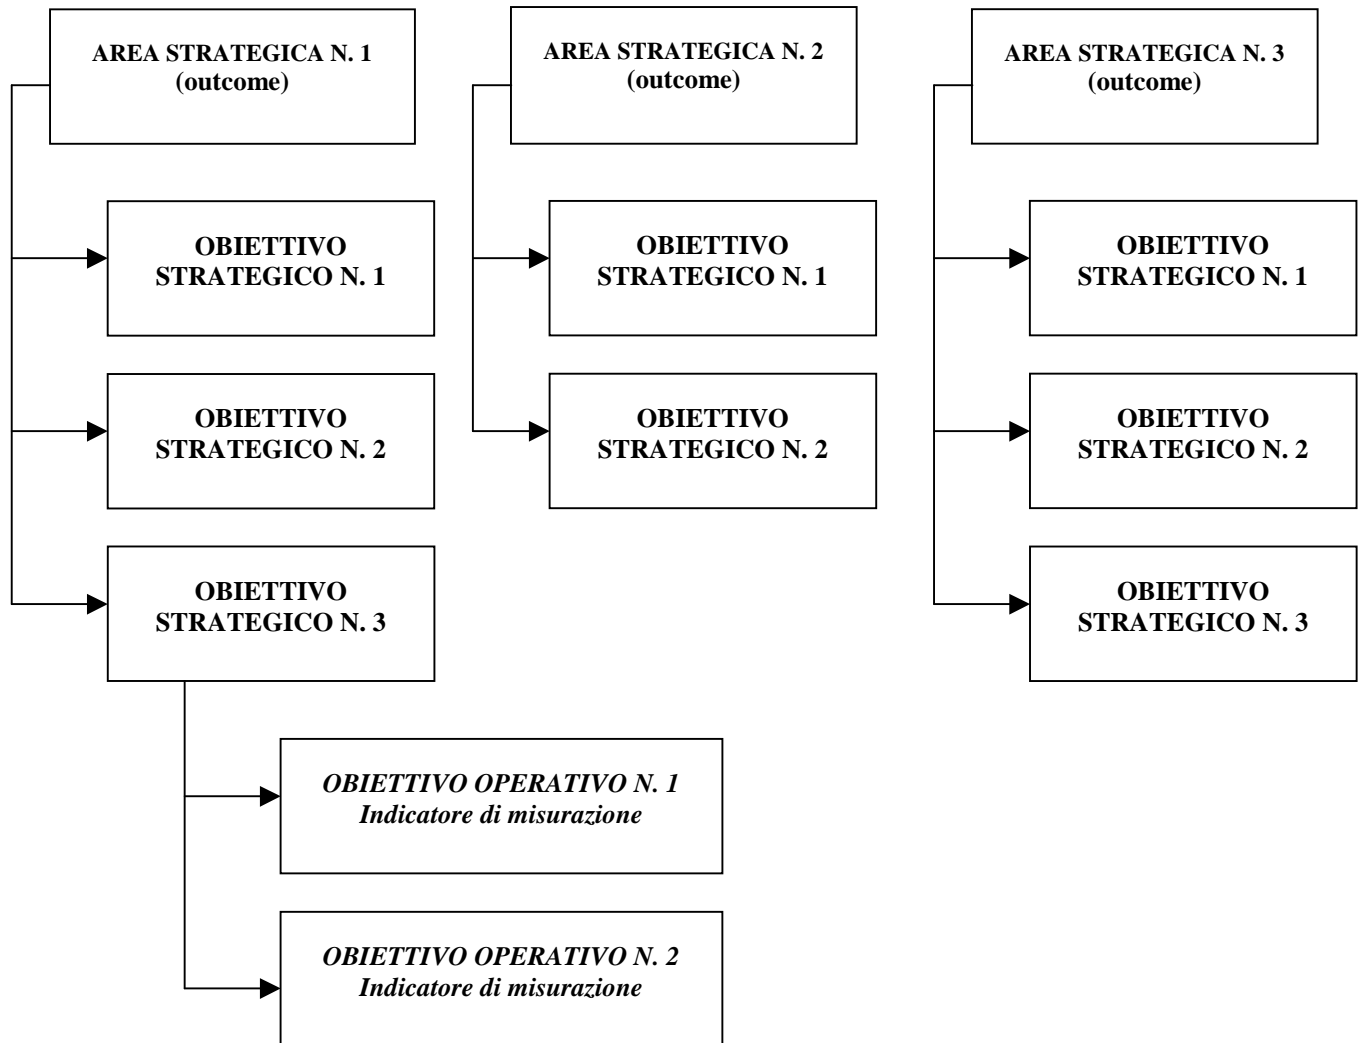 AREA STRATEGICA N. 1
(outcome)
AREA STRATEGICA N. 2
(outcome)
AREA STRATEGICA N. 3
(outcome)
OBIETTIVO
STRATEGICO N. 1
OBIETTIVO
STRATEGICO N. 1
OBIETTIVO
STRATEGICO N. 1
OBIETTIVO
STRATEGICO N. 2
OBIETTIVO
STRATEGICO N. 2
OBIETTIVO
STRATEGICO N. 2
OBIETTIVO
STRATEGICO N. 3
OBIETTIVO
STRATEGICO N. 3
OBIETTIVO OPERATIVO N. 1
Indicatore di misurazione
OBIETTIVO OPERATIVO N. 2
Indicatore di misurazione